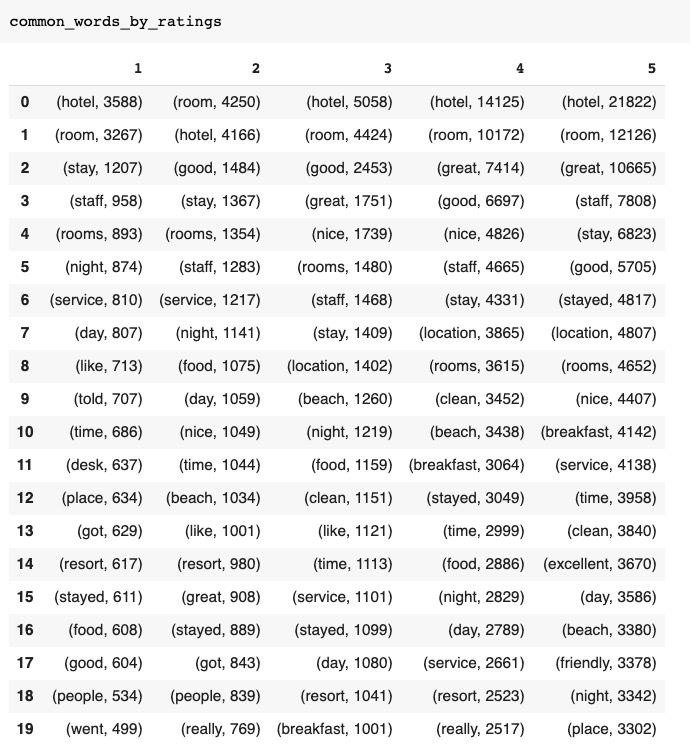 common_words_by_ratings
1 2 3 4 5
0 (hotel, 3588) (room, 4250) (hotel, 5058) (hotel, 14125) (hotel, 21822)
1 (room, 3267) (hotel, 4166) (room, 4424) (room, 10172) (room, 12126)
2 (stay, 1207) (good, 1484) (good, 2453) (great, 7414) (great, 10665)
3 (staff, 958) (stay, 1367) (great, 1751) (good, 6697) (staff, 7808)
4 (rooms, 893) (rooms, 1354) (nice, 1739) (nice, 4826) (stay, 6823)
5 (night, 874) (staff, 1283) (rooms, 1480) (staff, 4665) (good, 5705)
6 (service, 810) (service, 1217) (staff, 1468) (stay, 4331) (stayed, 4817)
7 (day, 807) (night, 1141) (stay, 1409) (location, 3865) (location, 4807)
8 (like, 713) (food, 1075) (location, 1402) (rooms, 3615) (rooms, 4652)
9 (told, 707) (day, 1059) (beach, 1260) (clean, 3452) (nice, 4407)
10 (time, 686) (nice, 1049) (night, 1219) (beach, 3438) (breakfast, 4142)
11 (desk, 637) (time, 1044) (food, 1159) (breakfast, 3064) (service, 4138)
12 (place, 634) (beach, 1034) (clean, 1151) (stayed, 3049) (time, 3958)
13 (got, 629) (like, 1001) (like, 1121) (time, 2999) (clean, 3840)
14 (resort, 617) (resort, 980) (time, 1113) (food, 2886) (excellent, 3670)
15 (stayed, 611) (great, 908) (service, 1101) (night, 2829) (day, 3586)
16 (food, 608) (stayed, 889) (stayed, 1099) (day, 2789) (beach, 3380)
17 (good, 604) (got, 843) (day, 1080) (service, 2661) (friendly, 3378)
18 (people, 534) (people, 839) (resort, 1041) (resort, 2523) (night, 3342)
19 (went, 499) (really, 769) (breakfast, 1001) (really, 2517) (place, 3302)